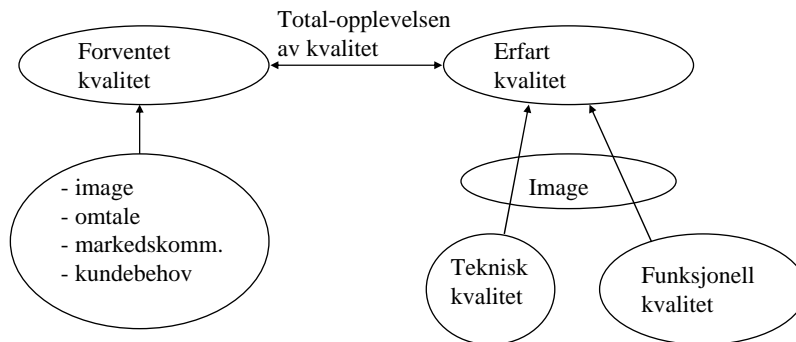 Total-opplevelsen
av kvalitet
Forventet
kvalitet
Erfart
kvalitet
- image
- omtale
- markedskomm.
- kundebehov
Image
Teknisk
kvalitet
Funksjonell
kvalitet